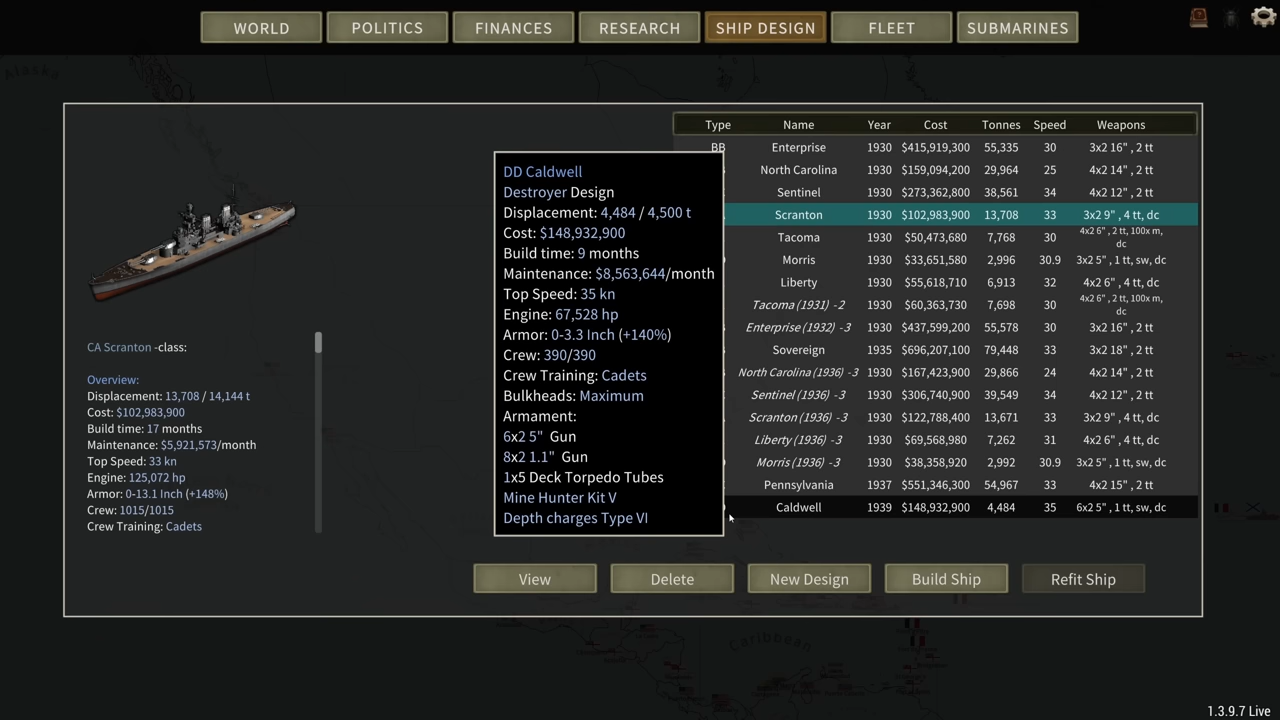 WORLD
POLITICS
FINANCES
RESEARCH
SHIP DESIGN
FLEET
SUBMARINES
Type Name Year Cost Tonnes Speed Weapons
BB Enterprise 1930 $415,919,300 55,335 30 3x2 16" , 2 tt
North Carolina 1930 $159,094,200 29,964 25 4x2 14" , 2 tt
Sentinel 1930 $273,362,800 38,561 34 4x2 12" , 2 tt
Scranton 1930 $102,983,900 13,708 33 3x2 9" , 4 tt, dc
Tacoma 1930 $50,473,680 7,768 30 4x2 6" , 2 tt, 100x m,
dc
Morris 1930 $33,651,580 2,996 30.9 3x2 5" , 1 tt, sw, dc
Liberty 1930 $55,618,710 6,913 32 4x2 6" , 4 tt, dc
Tacoma (1931) -2 1930 $60,363,730 7,698 30 4x2 6" , 2 tt, 100x m,
dc
Enterprise (1932) -3 1930 $437,599,200 55,578 30 3x2 16" , 2 tt
Sovereign 1935 $696,207,100 79,448 33 3x2 18" , 2 tt
North Carolina (1936) -3 1930 $167,423,900 29,866 24 4x2 14" , 2 tt
Sentinel (1936) -3 1930 $306,740,900 39,549 34 4x2 12" , 2 tt
Scranton (1936) -3 1930 $122,788,400 13,671 33 3x2 9" , 4 tt, dc
Liberty (1936) -3 1930 $69,568,980 7,262 31 4x2 6" , 4 tt, dc
Morris (1936) -3 1930 $38,358,920 2,992 30.9 3x2 5" , 1 tt, sw, dc
Pennsylvania 1937 $551,346,300 54,967 33 4x2 15" , 2 tt
Caldwell 1939 $148,932,900 4,484 35 6x2 5" , 1 tt, sw, dc
DD Caldwell
Destroyer Design
Displacement: 4,484 / 4,500 t
Cost: $148,932,900
Build time: 9 months
Maintenance: $8,563,644/month
Top Speed: 35 kn
Engine: 67,528 hp
Armor: 0-3.3 Inch (+140%)
Crew: 390/390
Crew Training: Cadets
Bulkheads: Maximum
Armament:
6x2 5" Gun
8x2 1.1" Gun
1x5 Deck Torpedo Tubes
Mine Hunter Kit V
Depth charges Type VI
CA Scranton -class:
Overview:
Displacement: 13,708 / 14,144 t
Cost: $102,983,900
Build time: 17 months
Maintenance: $5,921,573/month
Top Speed: 33 kn
Engine: 125,072 hp
Armor: 0-13.1 Inch (+148%)
Crew: 1015/1015
Crew Training: Cadets
View
Delete
New Design
Build Ship
Refit Ship
Alaska
Caribbean
1.3.9.7 Live